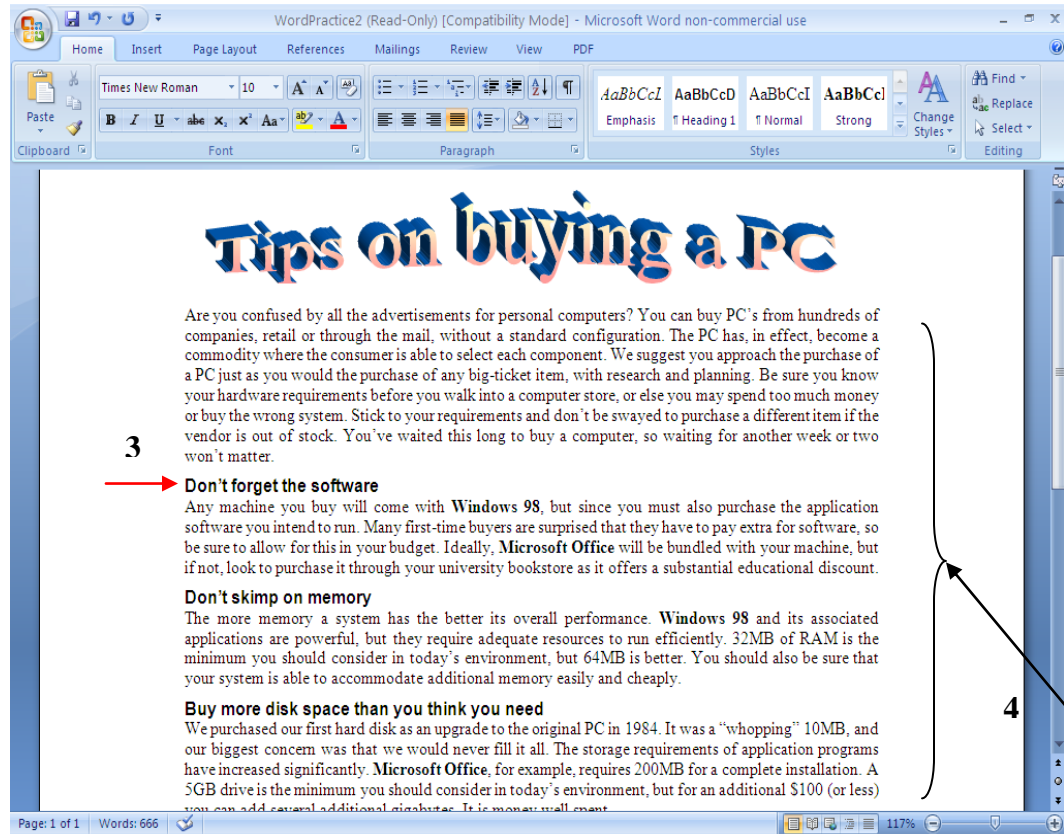 WordPractice2 (Read-Only) [Compatibility Mode] - Microsoft Word non-commercial use
Home Insert Page Layout References Mailings Review View PDF
Times New Roman 10
Find
Replace
Select
Paste
B I U abc X₂ X² Aa ab A
AaBbCcI AaBbCcD AaBbCcI AaBbCcl
Emphasis ¶ Heading 1 ¶ Normal Strong
Change Styles
Clipboard Font Paragraph Styles Editing
Tips on buying a PC
Are you confused by all the advertisements for personal computers? You can buy PC’s from hundreds of
companies, retail or through the mail, without a standard configuration. The PC has, in effect, become a
commodity where the consumer is able to select each component. We suggest you approach the purchase of
a PC just as you would the purchase of any big-ticket item, with research and planning. Be sure you know
your hardware requirements before you walk into a computer store, or else you may spend too much money
or buy the wrong system. Stick to your requirements and don’t be swayed to purchase a different item if the
vendor is out of stock. You’ve waited this long to buy a computer, so waiting for another week or two
won’t matter.
3
Don’t forget the software
Any machine you buy will come with Windows 98, but since you must also purchase the application
software you intend to run. Many first-time buyers are surprised that they have to pay extra for software, so
be sure to allow for this in your budget. Ideally, Microsoft Office will be bundled with your machine, but
if not, look to purchase it through your university bookstore as it offers a substantial educational discount.
Don’t skimp on memory
The more memory a system has the better its overall performance. Windows 98 and its associated
applications are powerful, but they require adequate resources to run efficiently. 32MB of RAM is the
minimum you should consider in today’s environment, but 64MB is better. You should also be sure that
your system is able to accommodate additional memory easily and cheaply.
4
Buy more disk space than you think you need
We purchased our first hard disk as an upgrade to the original PC in 1984. It was a “whopping” 10MB, and
our biggest concern was that we would never fill it all. The storage requirements of application programs
have increased significantly. Microsoft Office, for example, requires 200MB for a complete installation. A
5GB drive is the minimum you should consider in today’s environment, but for an additional $100 (or less)
you can add several additional gigabytes. It is money well spent.
Page: 1 of 1 Words: 666 117%